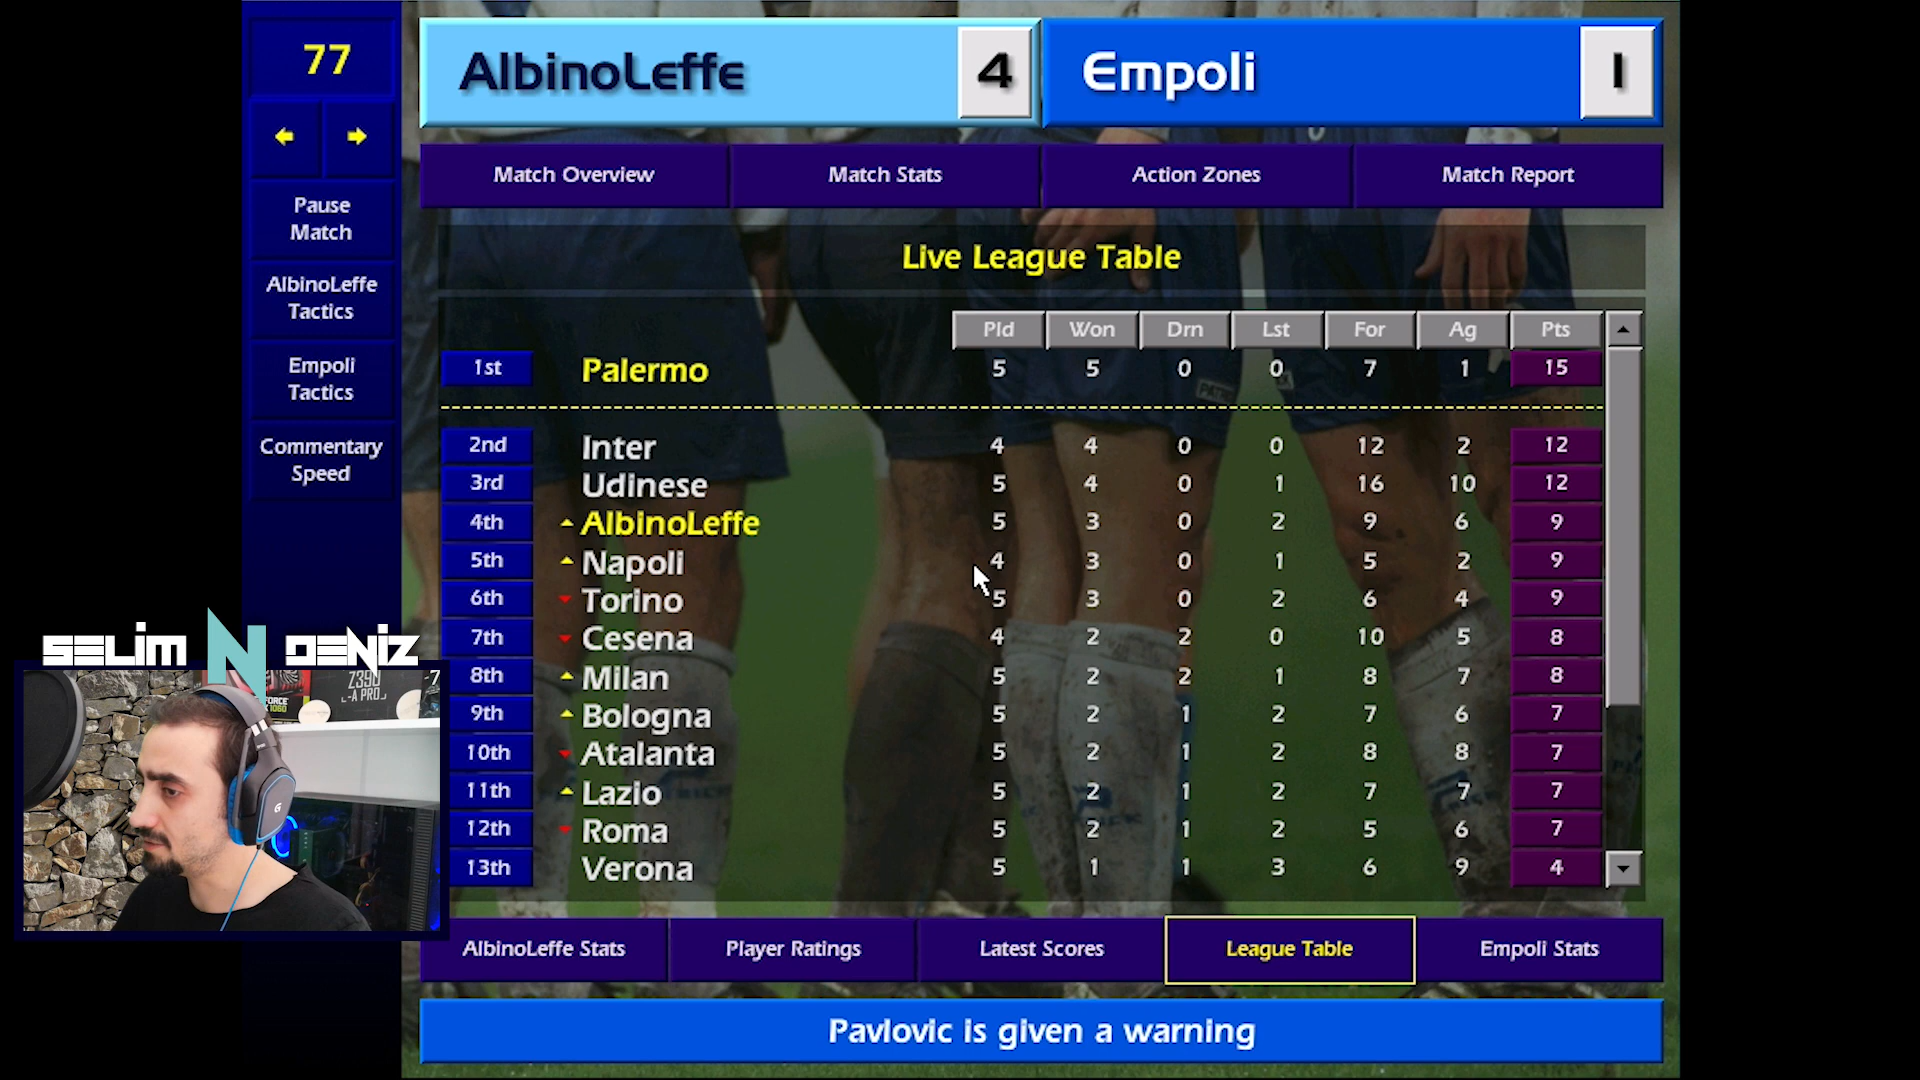 77
AlbinoLeffe 4 Empoli 1
Match Overview Match Stats Action Zones Match Report
Pause
Match
AlbinoLeffe
Tactics
Empoli
Tactics
Commentary
Speed
Live League Table
Pld Won Drn Lst For Ag Pts
1st Palermo 5 5 0 0 7 1 15
2nd Inter 4 4 0 0 12 2 12
3rd Udinese 5 4 0 1 16 10 12
4th AlbinoLeffe 5 3 0 2 9 6 9
5th Napoli 4 3 0 1 5 2 9
6th Torino 5 3 0 2 6 4 9
7th Cesena 4 2 2 0 10 5 8
8th Milan 5 2 2 1 8 7 8
9th Bologna 5 2 1 2 7 6 7
10th Atalanta 5 2 1 2 8 8 7
11th Lazio 5 2 1 2 7 7 7
12th Roma 5 2 1 2 5 6 7
13th Verona 5 1 1 3 6 9 4
SELIM N DENIZ
Z390
-A PRO
AlbinoLeffe Stats Player Ratings Latest Scores League Table Empoli Stats
Pavlovic is given a warning